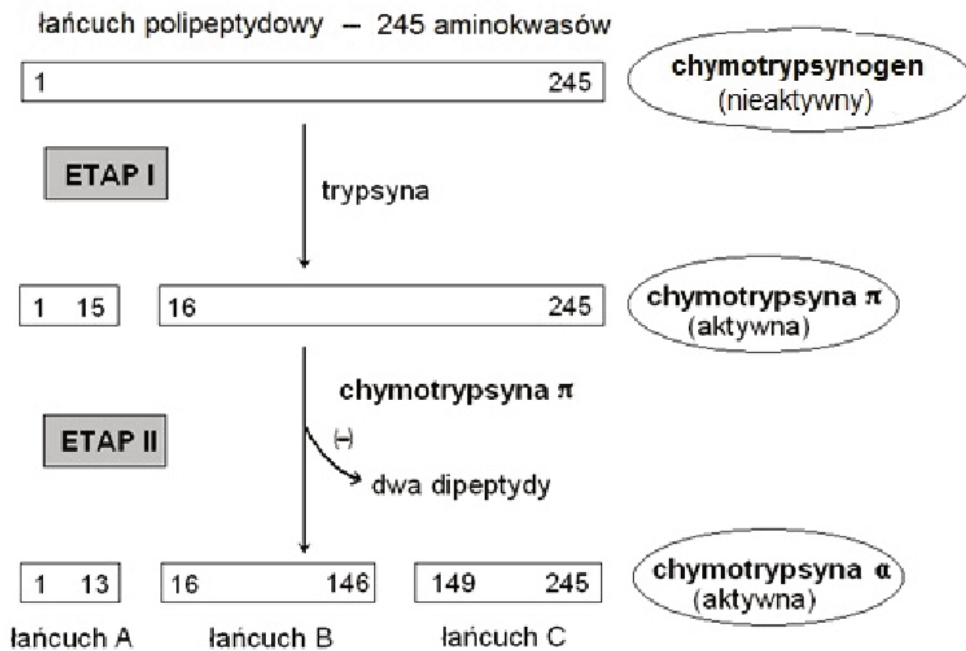 łańcuch polipeptydowy – 245 aminokwasów
1 245
chymotrypsynogen
(nieaktywny)
ETAP I
trypsyna
1 15
16 245
chymotrypsyna π
(aktywna)
chymotrypsyna π
ETAP II
(–)
dwa dipeptydy
1 13
16 146
149 245
chymotrypsyna α
(aktywna)
łańcuch A
łańcuch B
łańcuch C